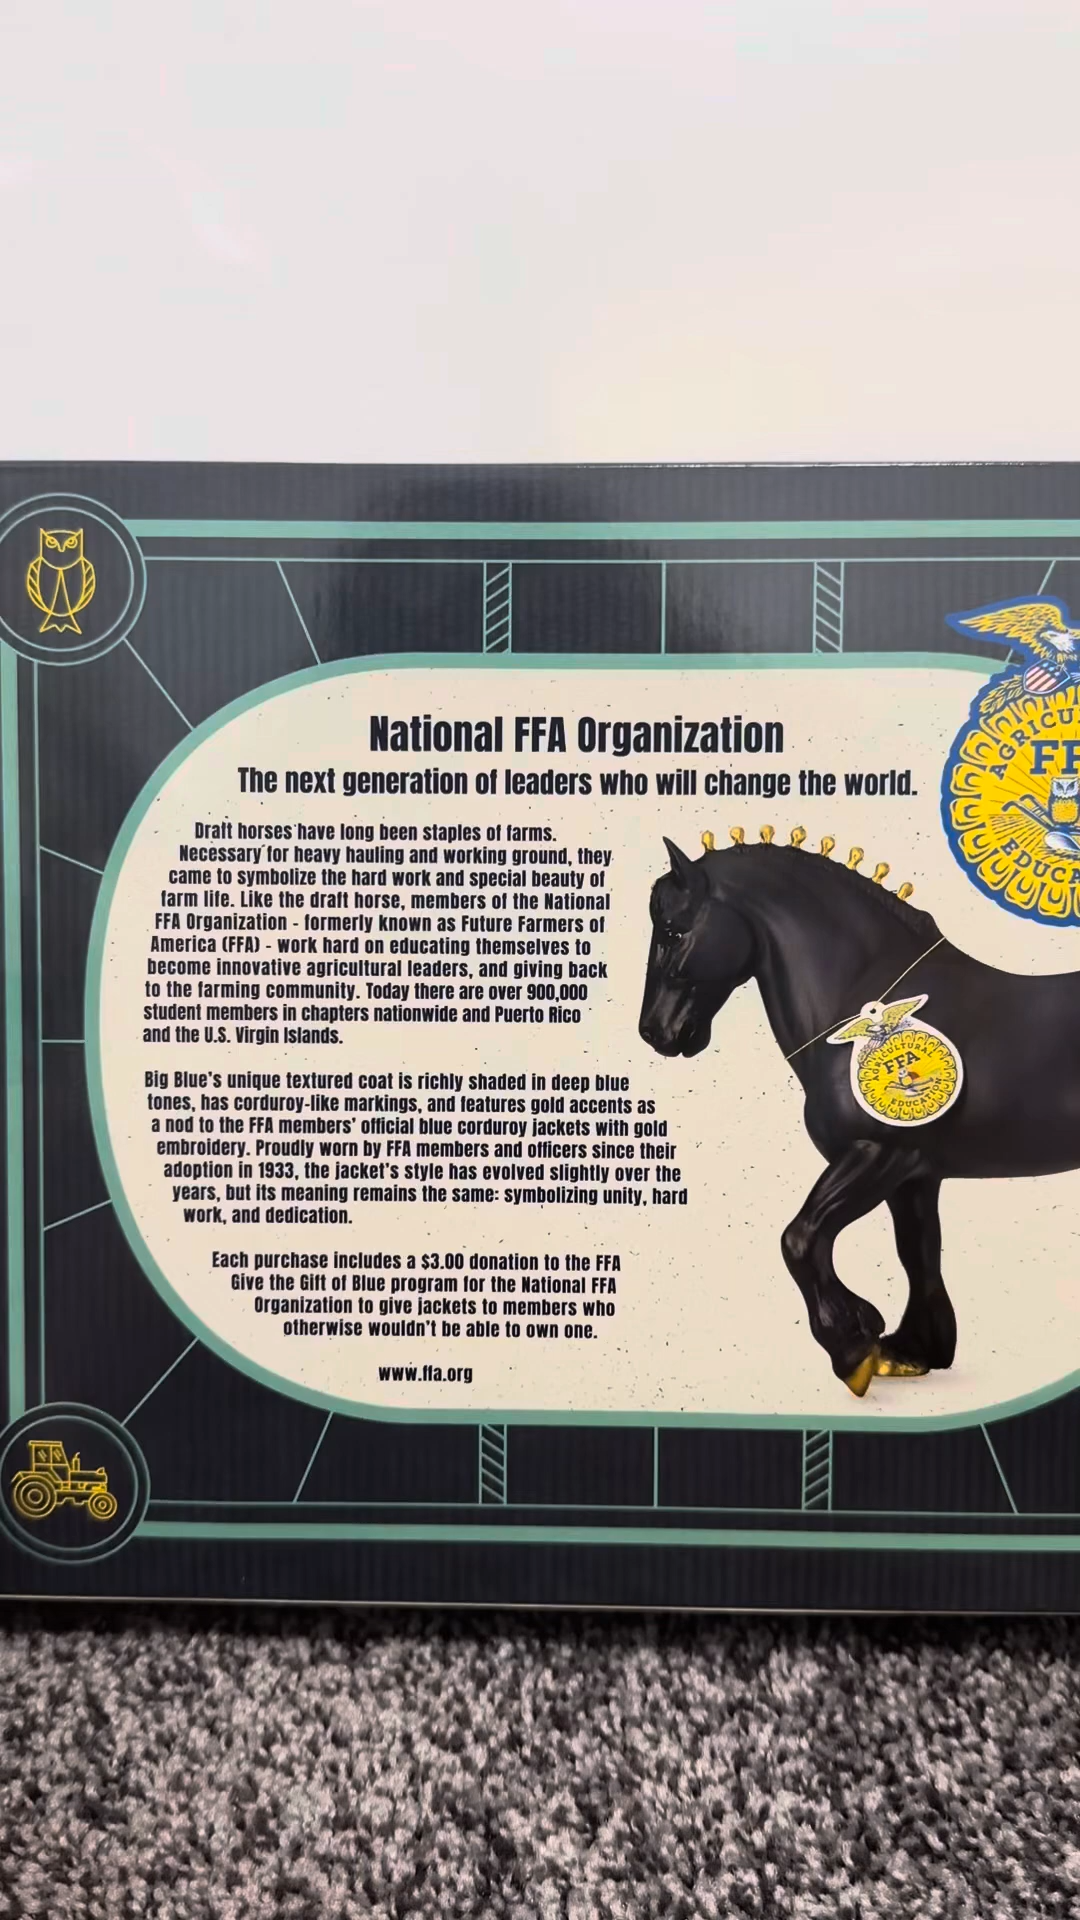 National FFA Organization
The next generation of leaders who will change the world.
Draft horses have long been staples of farms.
Necessary for heavy hauling and working ground, they
came to symbolize the hard work and special beauty of
farm life. Like the draft horse, members of the National
FFA Organization - formerly known as Future Farmers of
America (FFA) - work hard on educating themselves to
become innovative agricultural leaders, and giving back
to the farming community. Today there are over 900,000
student members in chapters nationwide and Puerto Rico
and the U.S. Virgin Islands.
Big Blue's unique textured coat is richly shaded in deep blue
tones, has corduroy-like markings, and features gold accents as
a nod to the FFA members' official blue corduroy jackets with gold
embroidery. Proudly worn by FFA members and officers since their
adoption in 1933, the jacket's style has evolved slightly over the
years, but its meaning remains the same: symbolizing unity, hard
work, and dedication.
Each purchase includes a $3.00 donation to the FFA
Give the Gift of Blue program for the National FFA
Organization to give jackets to members who
otherwise wouldn't be able to own one.
www.ffa.org
AGRICULTURAL
FFA
EDUCATION
AGRICU
FF
EDUCA